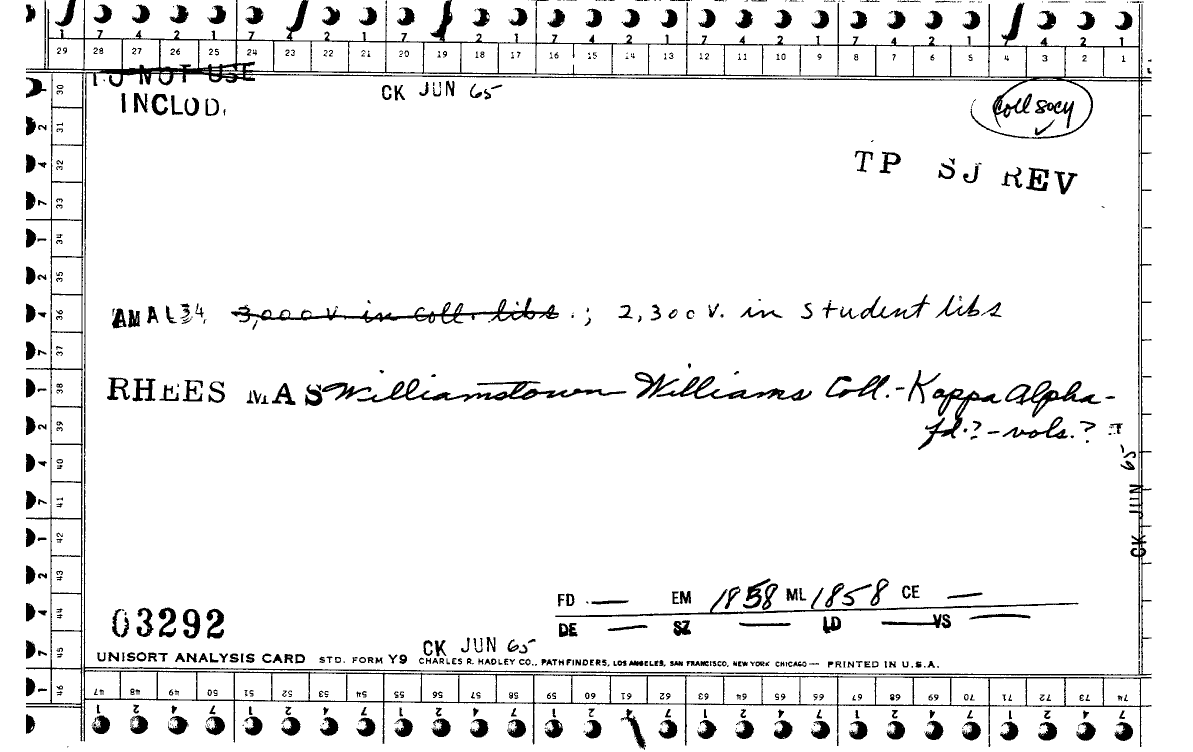 1 7 4 2 1 7 4 2 1 7 4 2 1 7 4 2 1 7 4 2 1 7 4 2 1 7 4 2 1
29 28 27 26 25 24 23 22 21 20 19 18 17 16 15 14 13 12 11 10 9 8 7 6 5 4 3 2 1
DO NOT USE
INCLOD.
CK JUN 65
Coll socy
TP SJ REV
AMAL34 3,000 V. in Coll. libs.; 2,300 V. in student libs
RHEES MAS Williamstown Williams Coll.-Kappa Alpha-
fd.?-vols.?
CK JUN 65
FD — EM 1858 ML 1858 CE —
DE — SZ — LD — VS —
03292
CK JUN 65
UNISORT ANALYSIS CARD STD. FORM Y9 CHARLES R. HADLEY CO., PATHFINDERS, LOS ANGELES, SAN FRANCISCO, NEW YORK CHICAGO — PRINTED IN U.S.A.
30 31 32 33 34 35 36 37 38 39 40 41 42 43 44 45 46
47 48 49 50 51 52 53 54 55 56 57 58 59 60 61 62 63 64 65 66 67 68 69 70 71 72 73 74
1 2 4 7 1 2 4 7 1 2 4 7 1 2 4 7 1 2 4 7 1 2 4 7 1 2 4 7